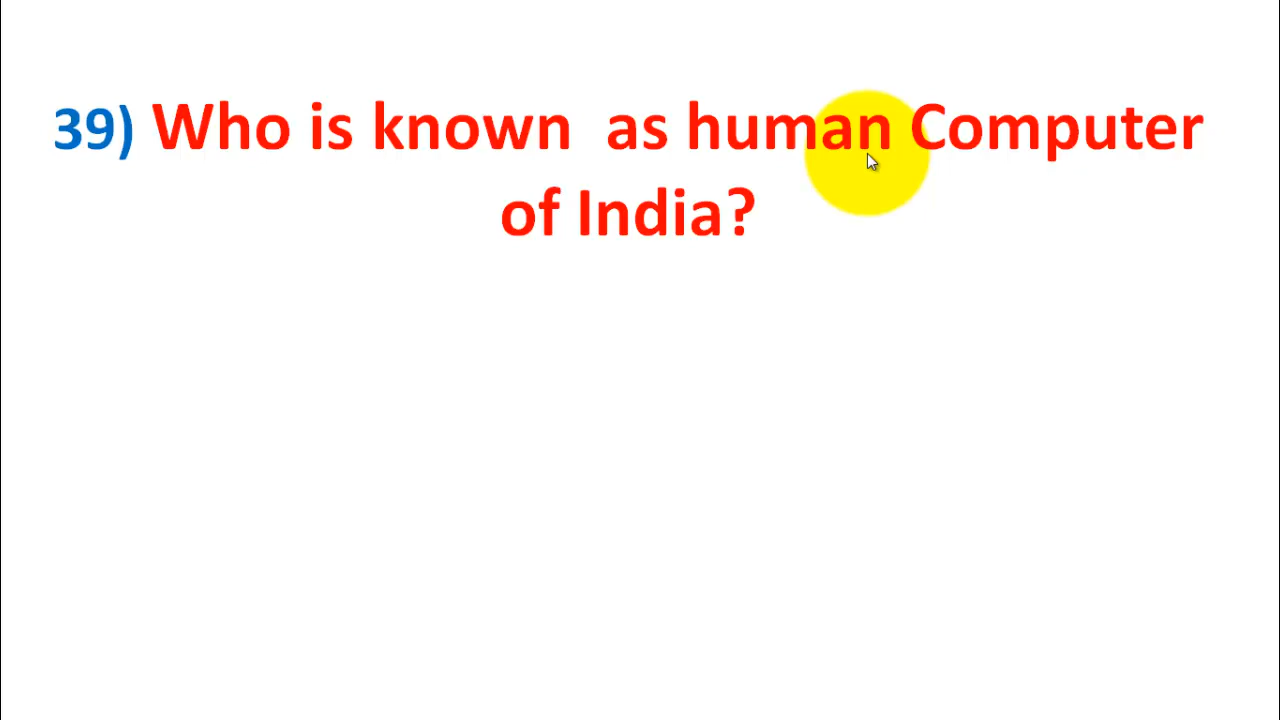 39) Who is known  as human Computer
of India?